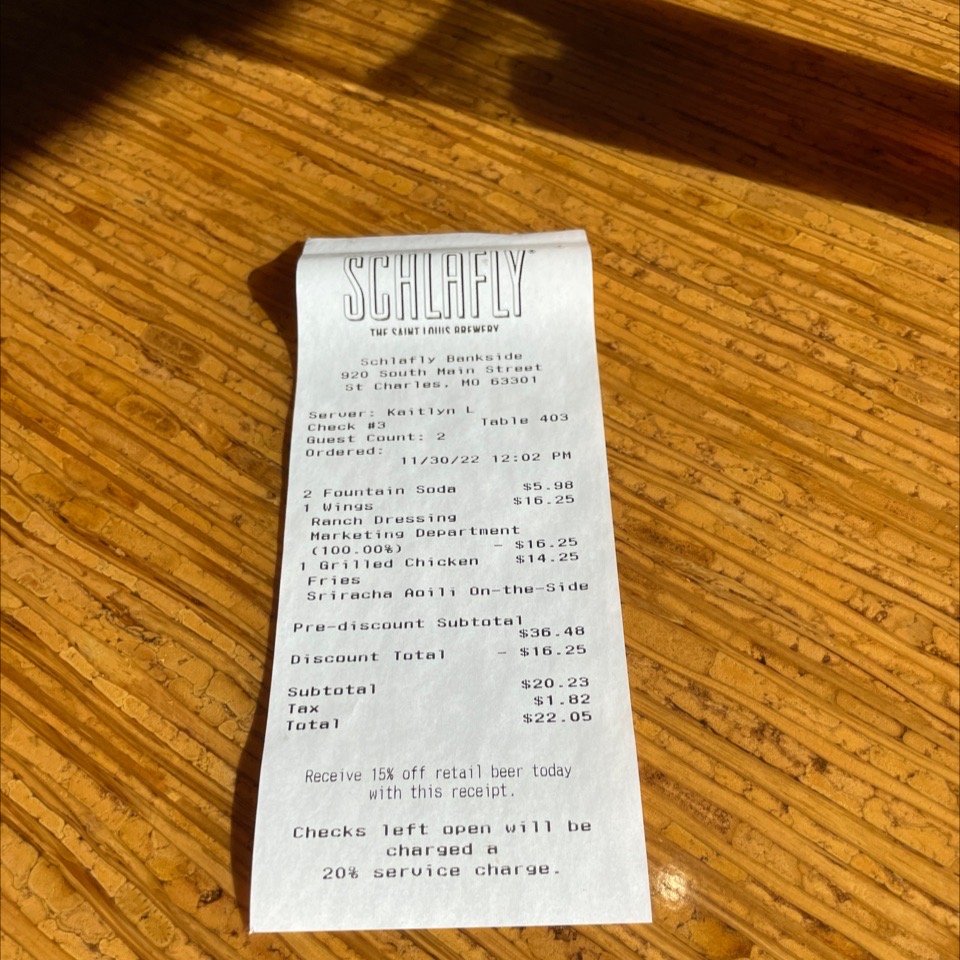 SCHLAFLY
THE SAINT LOUIS BREWERY
Schlafly Bankside
920 South Main Street
St Charles, MO 63301
Server: Kaitlyn L
Check #3 Table 403
Guest Count: 2
Ordered:
11/30/22 12:02 PM
2 Fountain Soda $5.98
1 Wings $16.25
Ranch Dressing
Marketing Department
(100.00%) - $16.25
1 Grilled Chicken $14.25
Fries
Sriracha Aoili On-the-Side
Pre-discount Subtotal
$36.48
Discount Total - $16.25
Subtotal $20.23
Tax $1.82
Total $22.05
Receive 15% off retail beer today
with this receipt.
Checks left open will be
charged a
20% service charge.